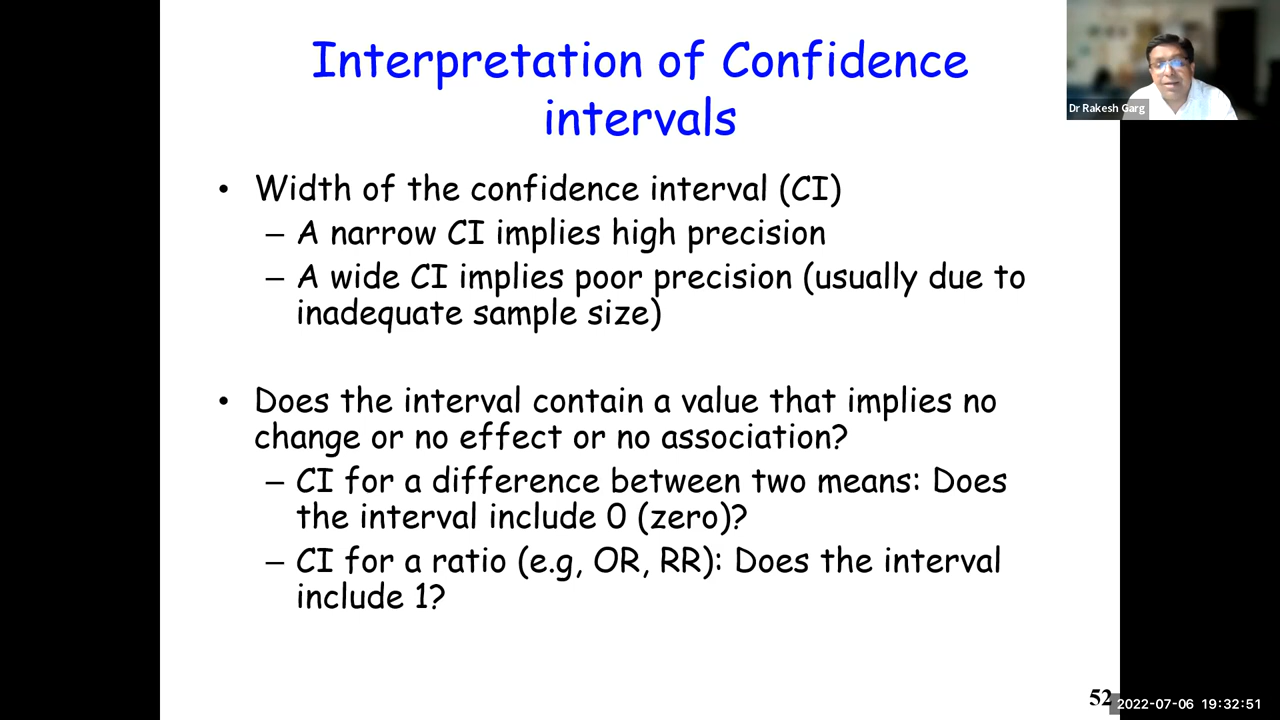 Interpretation of Confidence
intervals
Dr Rakesh Garg
• Width of the confidence interval (CI)
– A narrow CI implies high precision
– A wide CI implies poor precision (usually due to
inadequate sample size)
• Does the interval contain a value that implies no
change or no effect or no association?
– CI for a difference between two means: Does
the interval include 0 (zero)?
– CI for a ratio (e.g, OR, RR): Does the interval
include 1?
52
2022-07-06 19:32:51